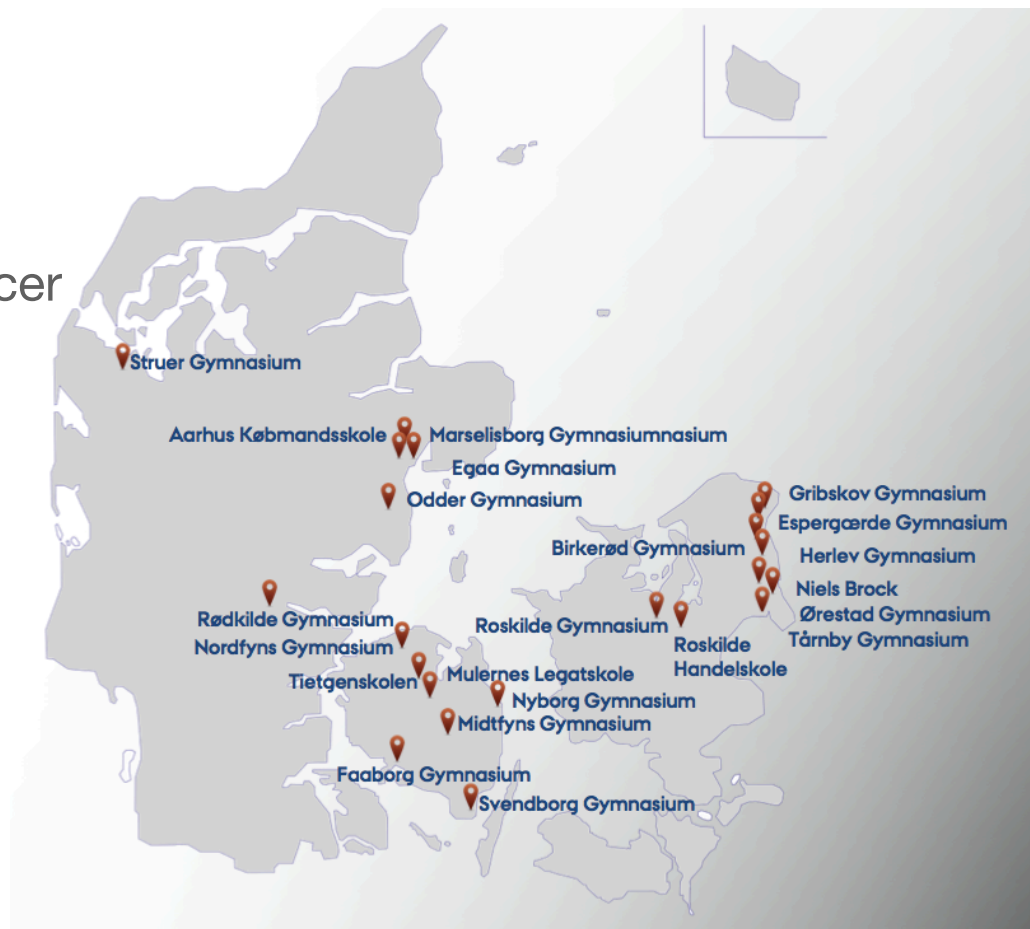 cer
Struer Gymnasium
Aarhus Købmandsskole
Marselisborg Gymnasiumnasium
Egaa Gymnasium
Odder Gymnasium
Gribskov Gymnasium
Espergærde Gymnasium
Birkerød Gymnasium
Herlev Gymnasium
Niels Brock
Ørestad Gymnasium
Tårnby Gymnasium
Rødkilde Gymnasium
Roskilde Gymnasium
Roskilde
Handelskole
Nordfyns Gymnasium
Mulernes Legatskole
Tietgenskolen
Nyborg Gymnasium
Midtfyns Gymnasium
Faaborg Gymnasium
Svendborg Gymnasium